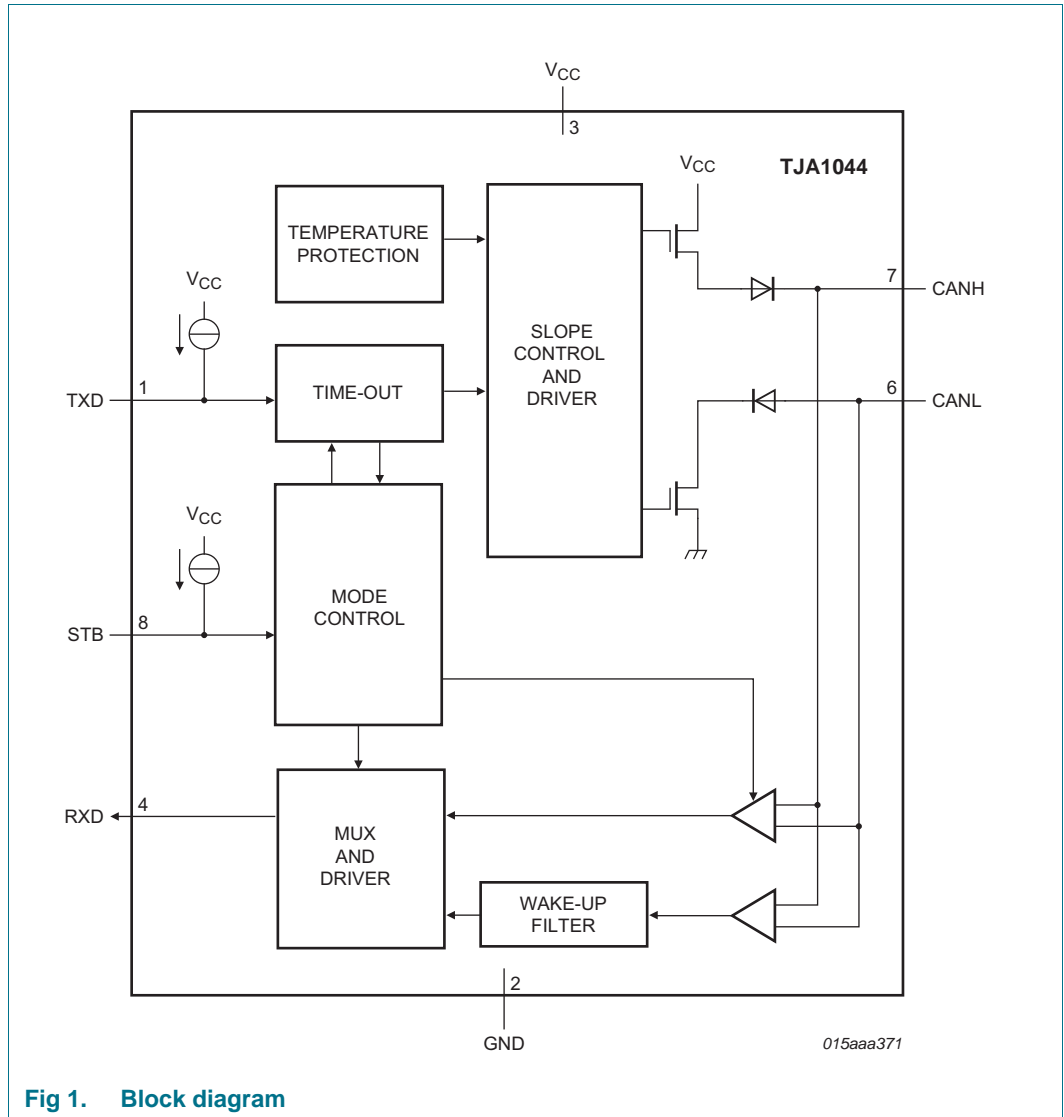 VCC
3
TJA1044
VCC
TEMPERATURE
PROTECTION
VCC
7
CANH
SLOPE
CONTROL
AND
DRIVER
TXD
1
TIME-OUT
6
CANL
VCC
MODE
CONTROL
STB
8
RXD
4
MUX
AND
DRIVER
WAKE-UP
FILTER
2
GND
015aaa371
Fig 1. Block diagram